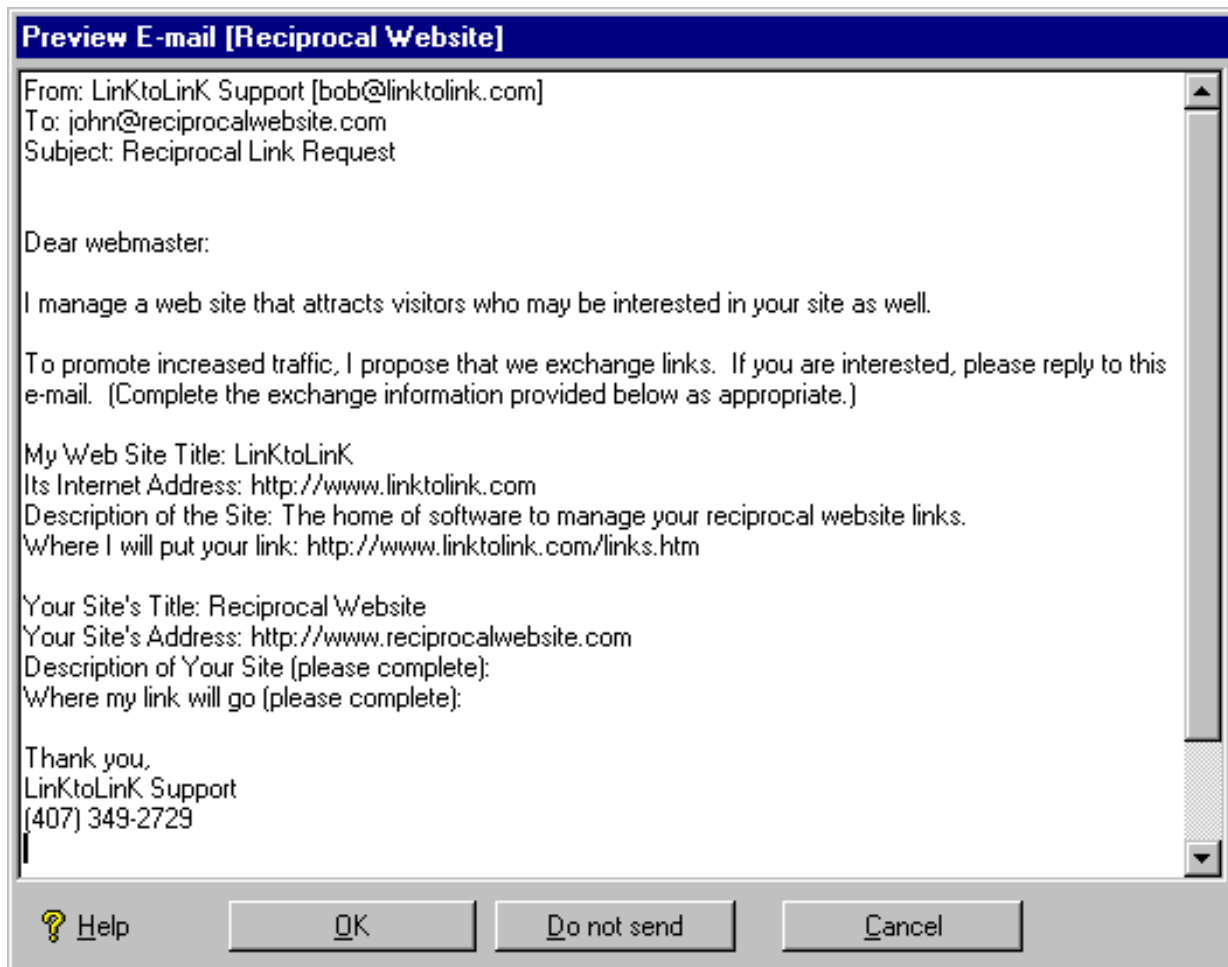 Preview E-mail [Reciprocal Website]
From: LinKtoLinK Support [bob@linktolink.com]
To: john@reciprocalwebsite.com
Subject: Reciprocal Link Request
Dear webmaster:
I manage a web site that attracts visitors who may be interested in your site as well.
To promote increased traffic, I propose that we exchange links.  If you are interested, please reply to this
e-mail.  (Complete the exchange information provided below as appropriate.)
My Web Site Title: LinKtoLinK
Its Internet Address: http://www.linktolink.com
Description of the Site: The home of software to manage your reciprocal website links.
Where I will put your link: http://www.linktolink.com/links.htm
Your Site's Title: Reciprocal Website
Your Site's Address: http://www.reciprocalwebsite.com
Description of Your Site (please complete):
Where my link will go (please complete):
Thank you,
LinKtoLinK Support
(407) 349-2729
Help OK Do not send Cancel